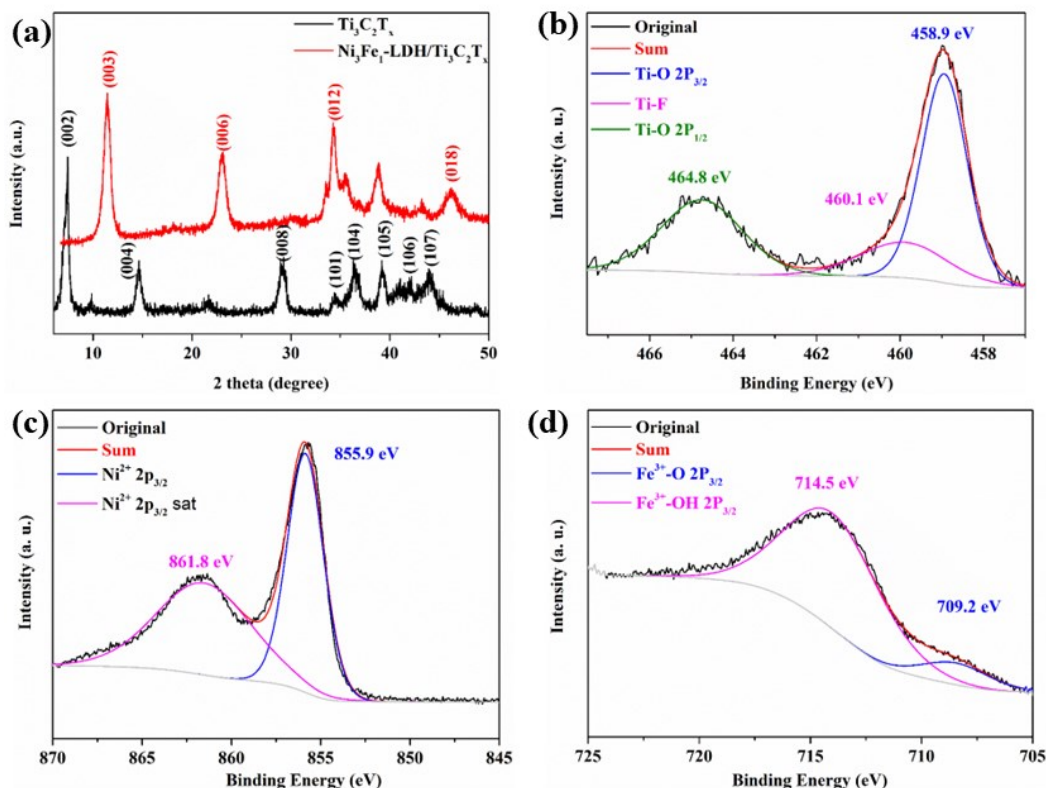 (a)
Ti₃C₂Tₓ
Ni₃Fe₁-LDH/Ti₃C₂Tₓ
(002)
(003)
(006)
(012)
(018)
(004)
(008)
(101)
(104)
(105)
(106)
(107)
Intensity (a.u.)
10
20
30
40
50
2 theta (degree)
(b)
Original
Sum
Ti-O 2P₃/₂
Ti-F
Ti-O 2P₁/₂
458.9 eV
464.8 eV
460.1 eV
Intensity (a. u.)
466
464
462
460
458
Binding Energy (eV)
(c)
Original
Sum
Ni²⁺ 2p₃/₂
Ni²⁺ 2p₃/₂ sat
855.9 eV
861.8 eV
Intensity (a. u.)
870
865
860
855
850
845
Binding Energy (eV)
(d)
Original
Sum
Fe³⁺-O 2P₃/₂
Fe³⁺-OH 2P₃/₂
714.5 eV
709.2 eV
Intensity (a. u.)
725
720
715
710
705
Binding Energy (eV)